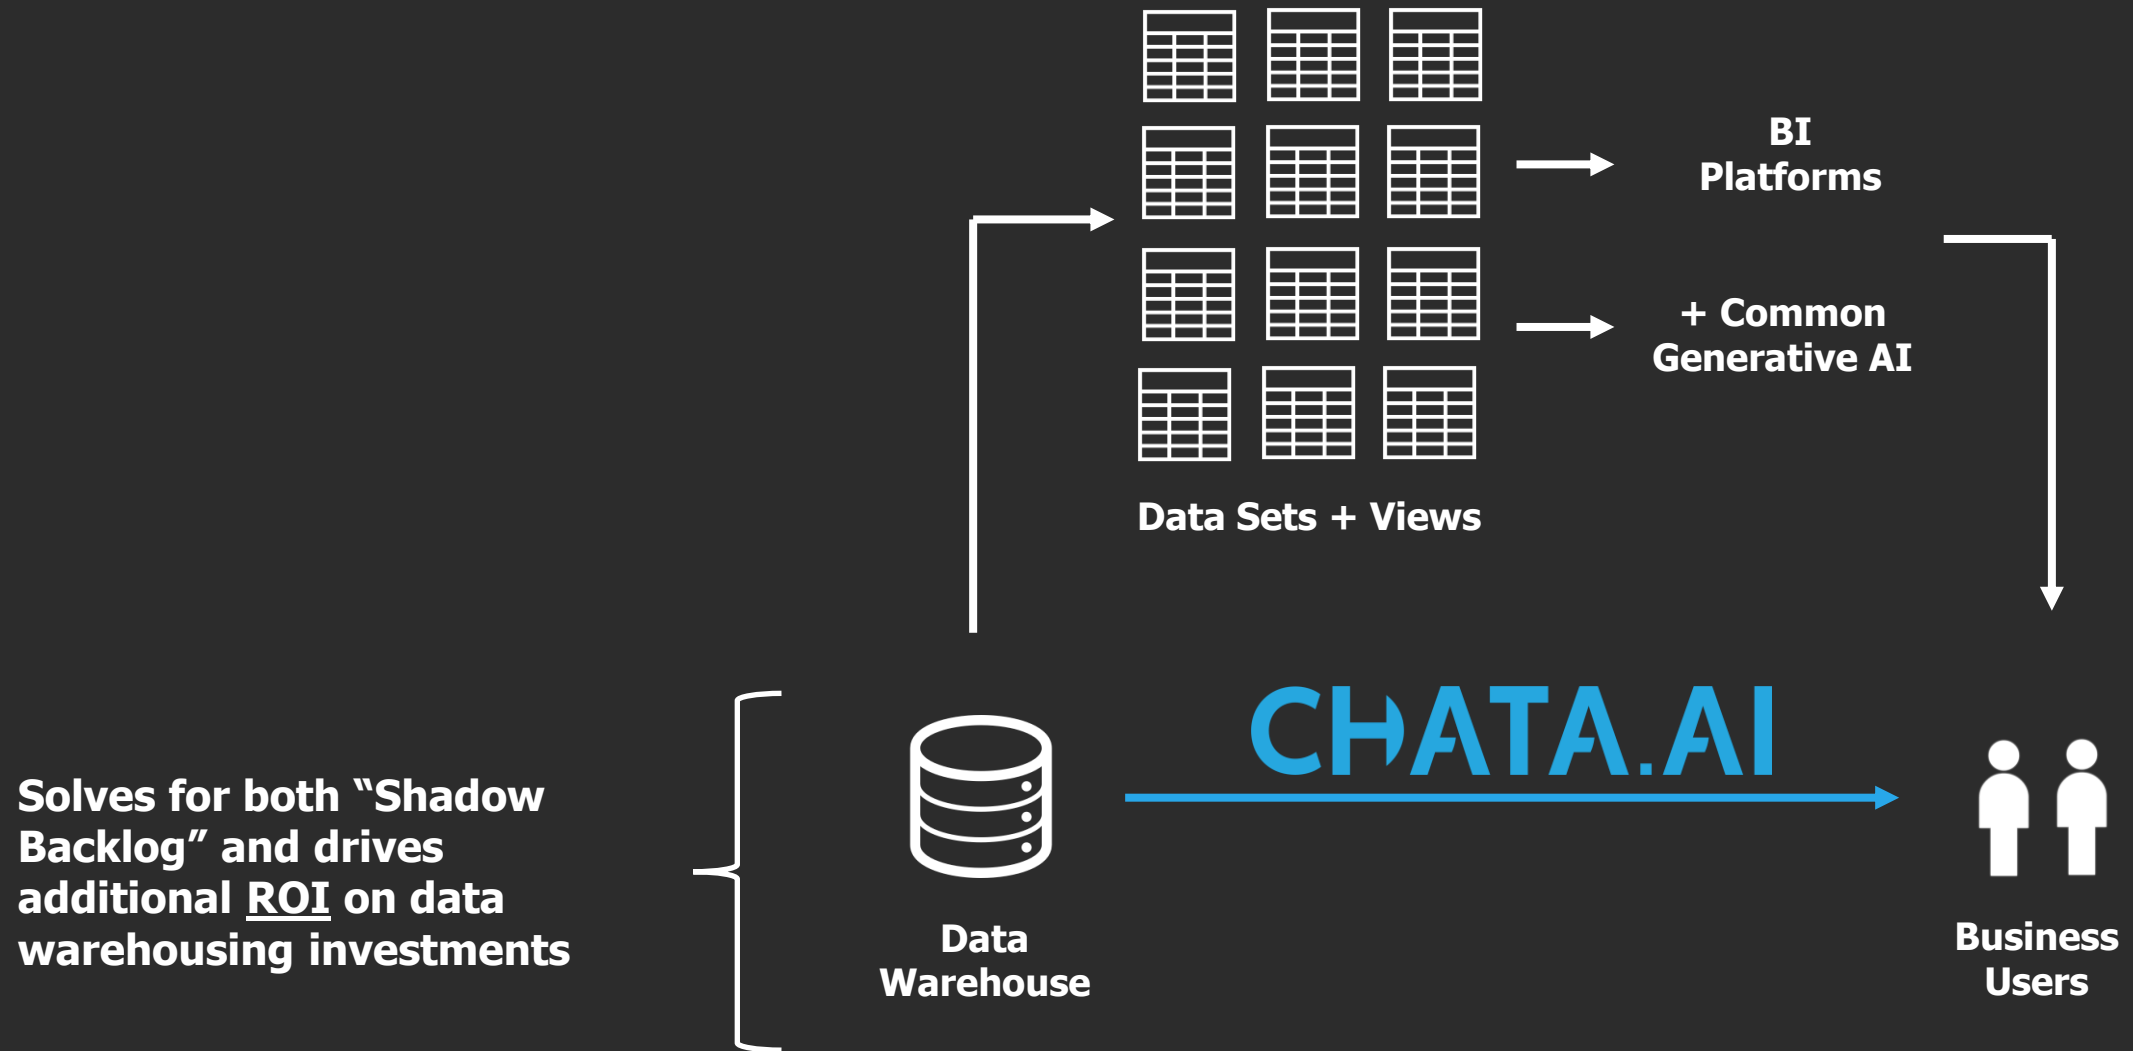 BI
Platforms
+ Common
Generative AI
Data Sets + Views
CHATA.AI
Solves for both “Shadow
Backlog” and drives
additional ROI on data
warehousing investments
Data
Warehouse
Business
Users